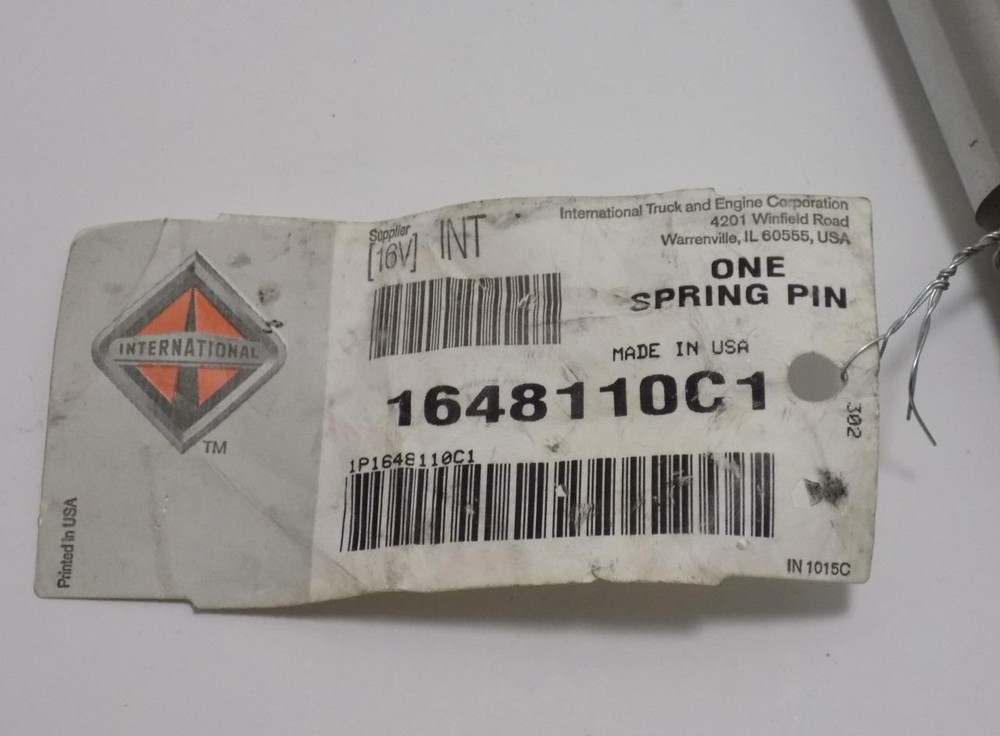 INTERNATIONAL
TM
Printed in USA
Supplier
[16V] INT
International Truck and Engine Corporation
4201 Winfield Road
Warrenville, IL 60555, USA
ONE
SPRING PIN
MADE IN USA
1648110C1
302
1P1648110C1
IN 1015C